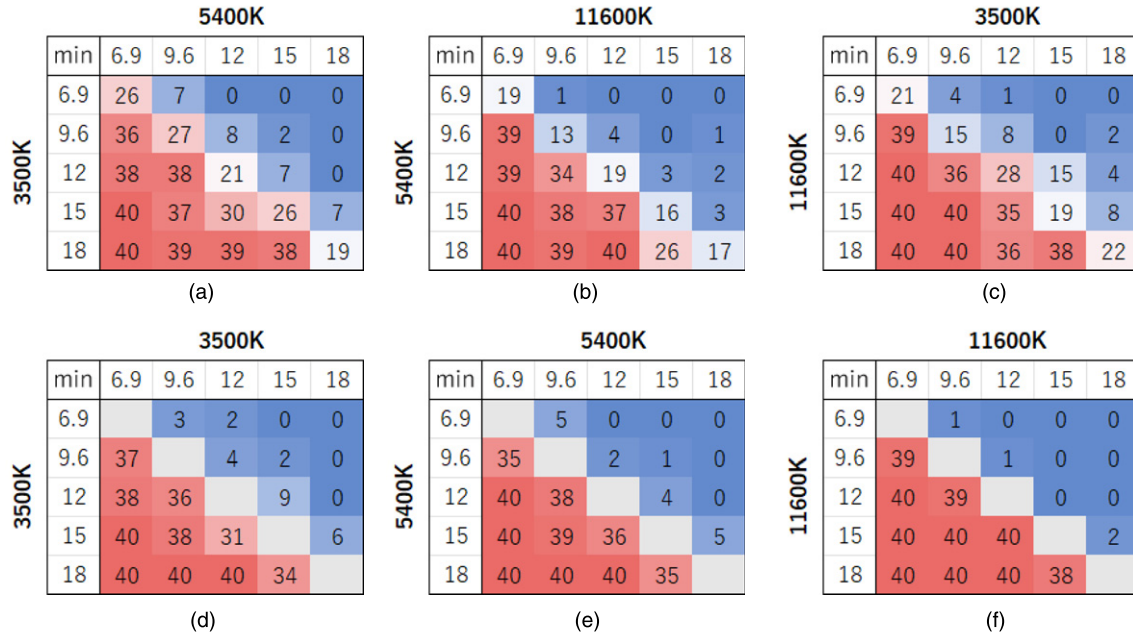 5400K 11600K 3500K
min 6.9 9.6 12 15 18 min 6.9 9.6 12 15 18 min 6.9 9.6 12 15 18
6.9 26 7 0 0 0 6.9 19 1 0 0 0 6.9 21 4 1 0 0
9.6 36 27 8 2 0 9.6 39 13 4 0 1 9.6 39 15 8 0 2
3500K 12 38 38 21 7 0 5400K 12 39 34 19 3 2 11600K 12 40 36 28 15 4
15 40 37 30 26 7 15 40 38 37 16 3 15 40 40 35 19 8
18 40 39 39 38 19 18 40 39 40 26 17 18 40 40 36 38 22
(a) (b) (c)
3500K 5400K 11600K
min 6.9 9.6 12 15 18 min 6.9 9.6 12 15 18 min 6.9 9.6 12 15 18
6.9 3 2 0 0 6.9 5 0 0 0 6.9 1 0 0 0
9.6 37 4 2 0 9.6 35 2 1 0 9.6 39 1 0 0
3500K 12 38 36 9 0 5400K 12 40 38 4 0 11600K 12 40 39 0 0
15 40 38 31 6 15 40 39 36 5 15 40 40 40 2
18 40 40 40 34 18 40 40 40 35 18 40 40 40 38
(d) (e) (f)